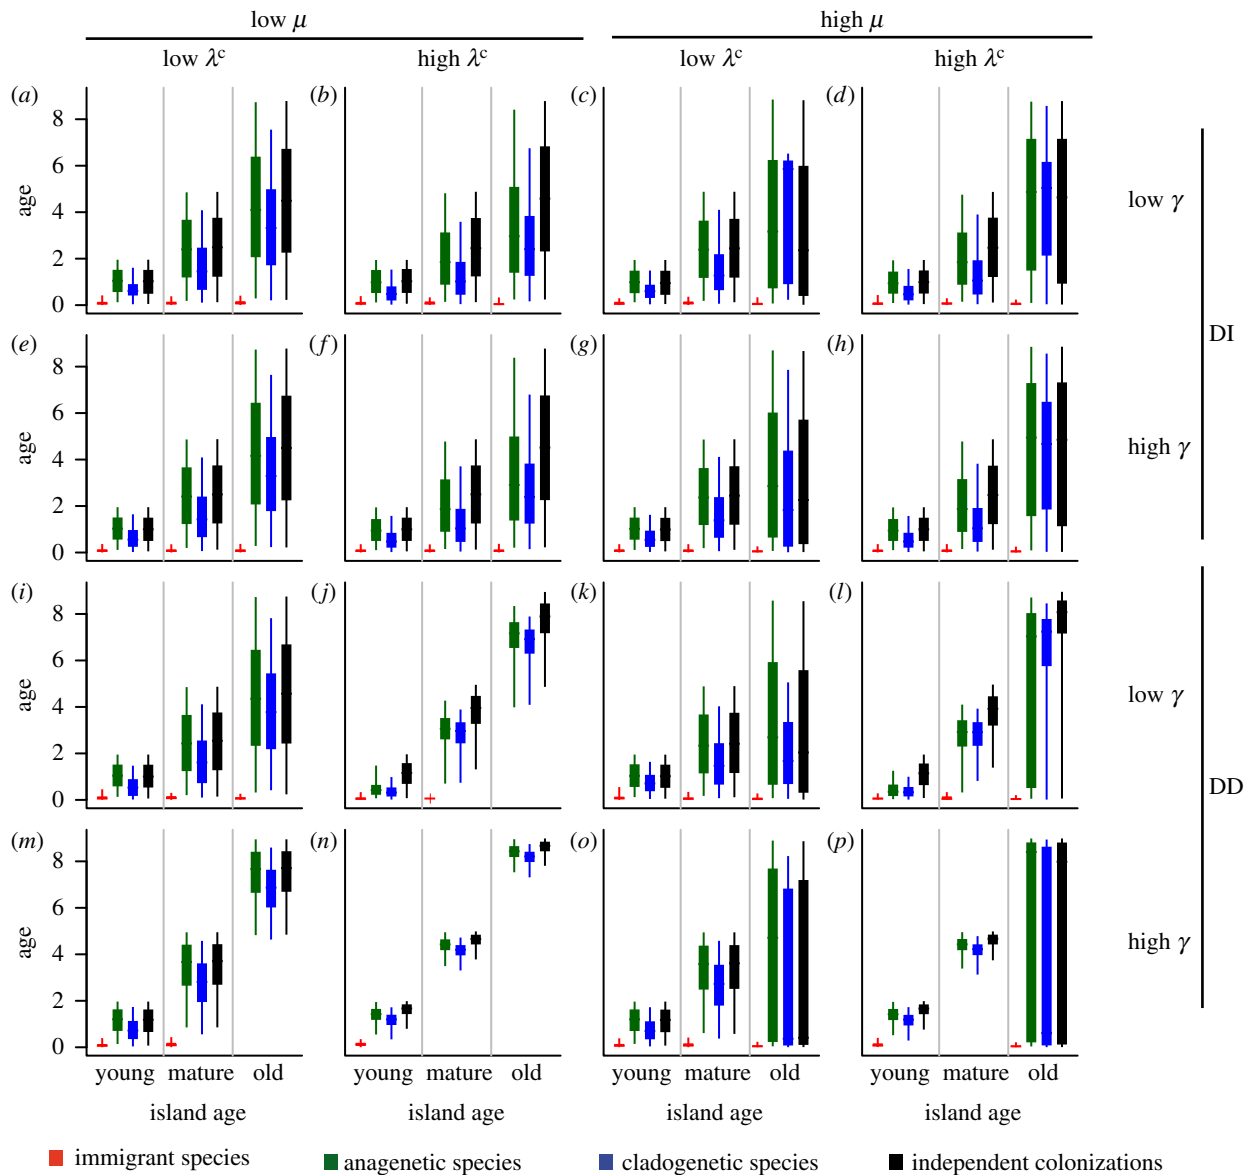 low μ high μ
low λc high λc low λc high λc
(a) (b) (c) (d)
8
6
4
2
0
age
low γ
DI
(e) (f) (g) (h)
8
6
4
2
0
age
high γ
(i) (j) (k) (l)
8
6
4
2
0
age
low γ
DD
(m) (n) (o) (p)
8
6
4
2
0
age
high γ
young mature old young mature old young mature old young mature old
island age island age island age island age
immigrant species anagenetic species cladogenetic species independent colonizations